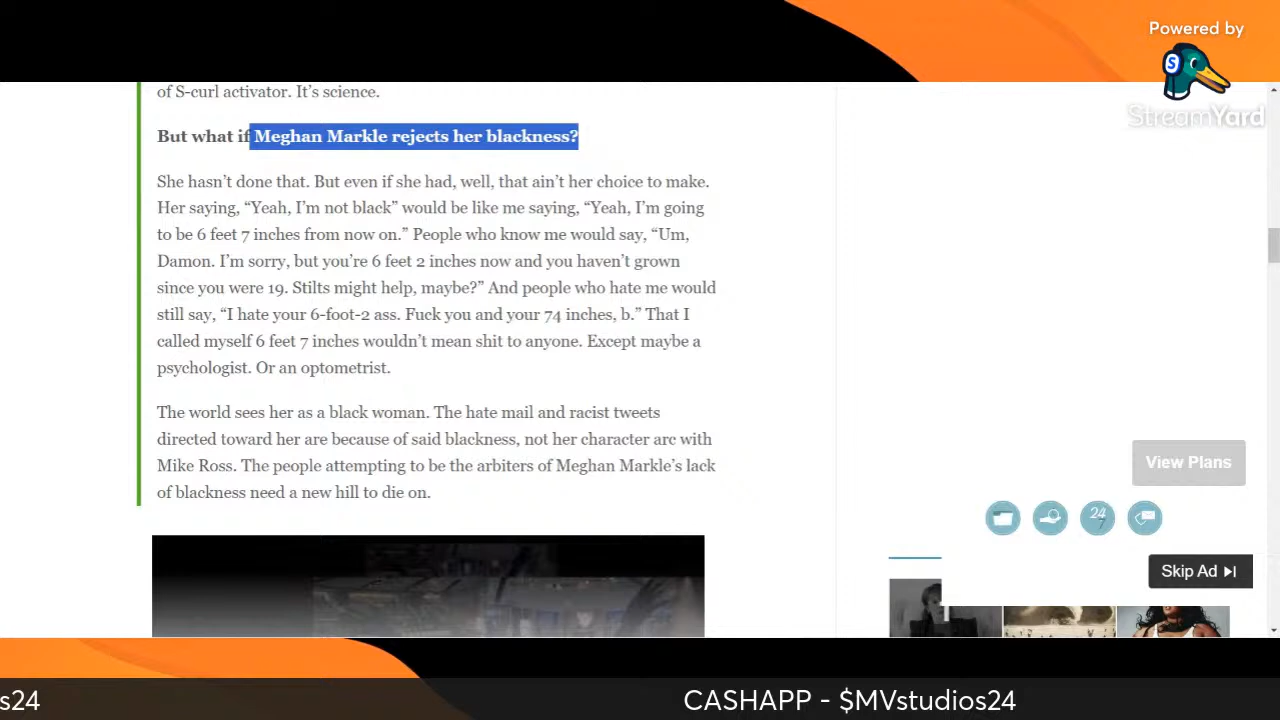 Powered by
StreamYard
of S-curl activator. It’s science.
But what if Meghan Markle rejects her blackness?
She hasn’t done that. But even if she had, well, that ain’t her choice to make.
Her saying, “Yeah, I’m not black” would be like me saying, “Yeah, I’m going
to be 6 feet 7 inches from now on.” People who know me would say, “Um,
Damon. I’m sorry, but you’re 6 feet 2 inches now and you haven’t grown
since you were 19. Stilts might help, maybe?” And people who hate me would
still say, “I hate your 6-foot-2 ass. Fuck you and your 74 inches, b.” That I
called myself 6 feet 7 inches wouldn’t mean shit to anyone. Except maybe a
psychologist. Or an optometrist.
The world sees her as a black woman. The hate mail and racist tweets
directed toward her are because of said blackness, not her character arc with
Mike Ross. The people attempting to be the arbiters of Meghan Markle’s lack
of blackness need a new hill to die on.
View Plans
24
7
Skip Ad
s24
CASHAPP - $MVstudios24